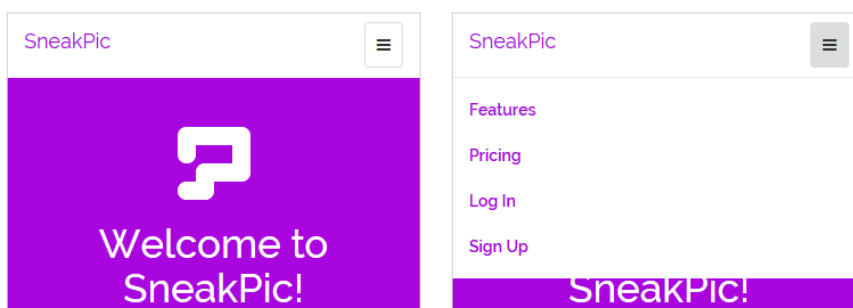 SneakPic
Welcome to
SneakPic!
SneakPic
Features
Pricing
Log In
Sign Up
SneakPic!